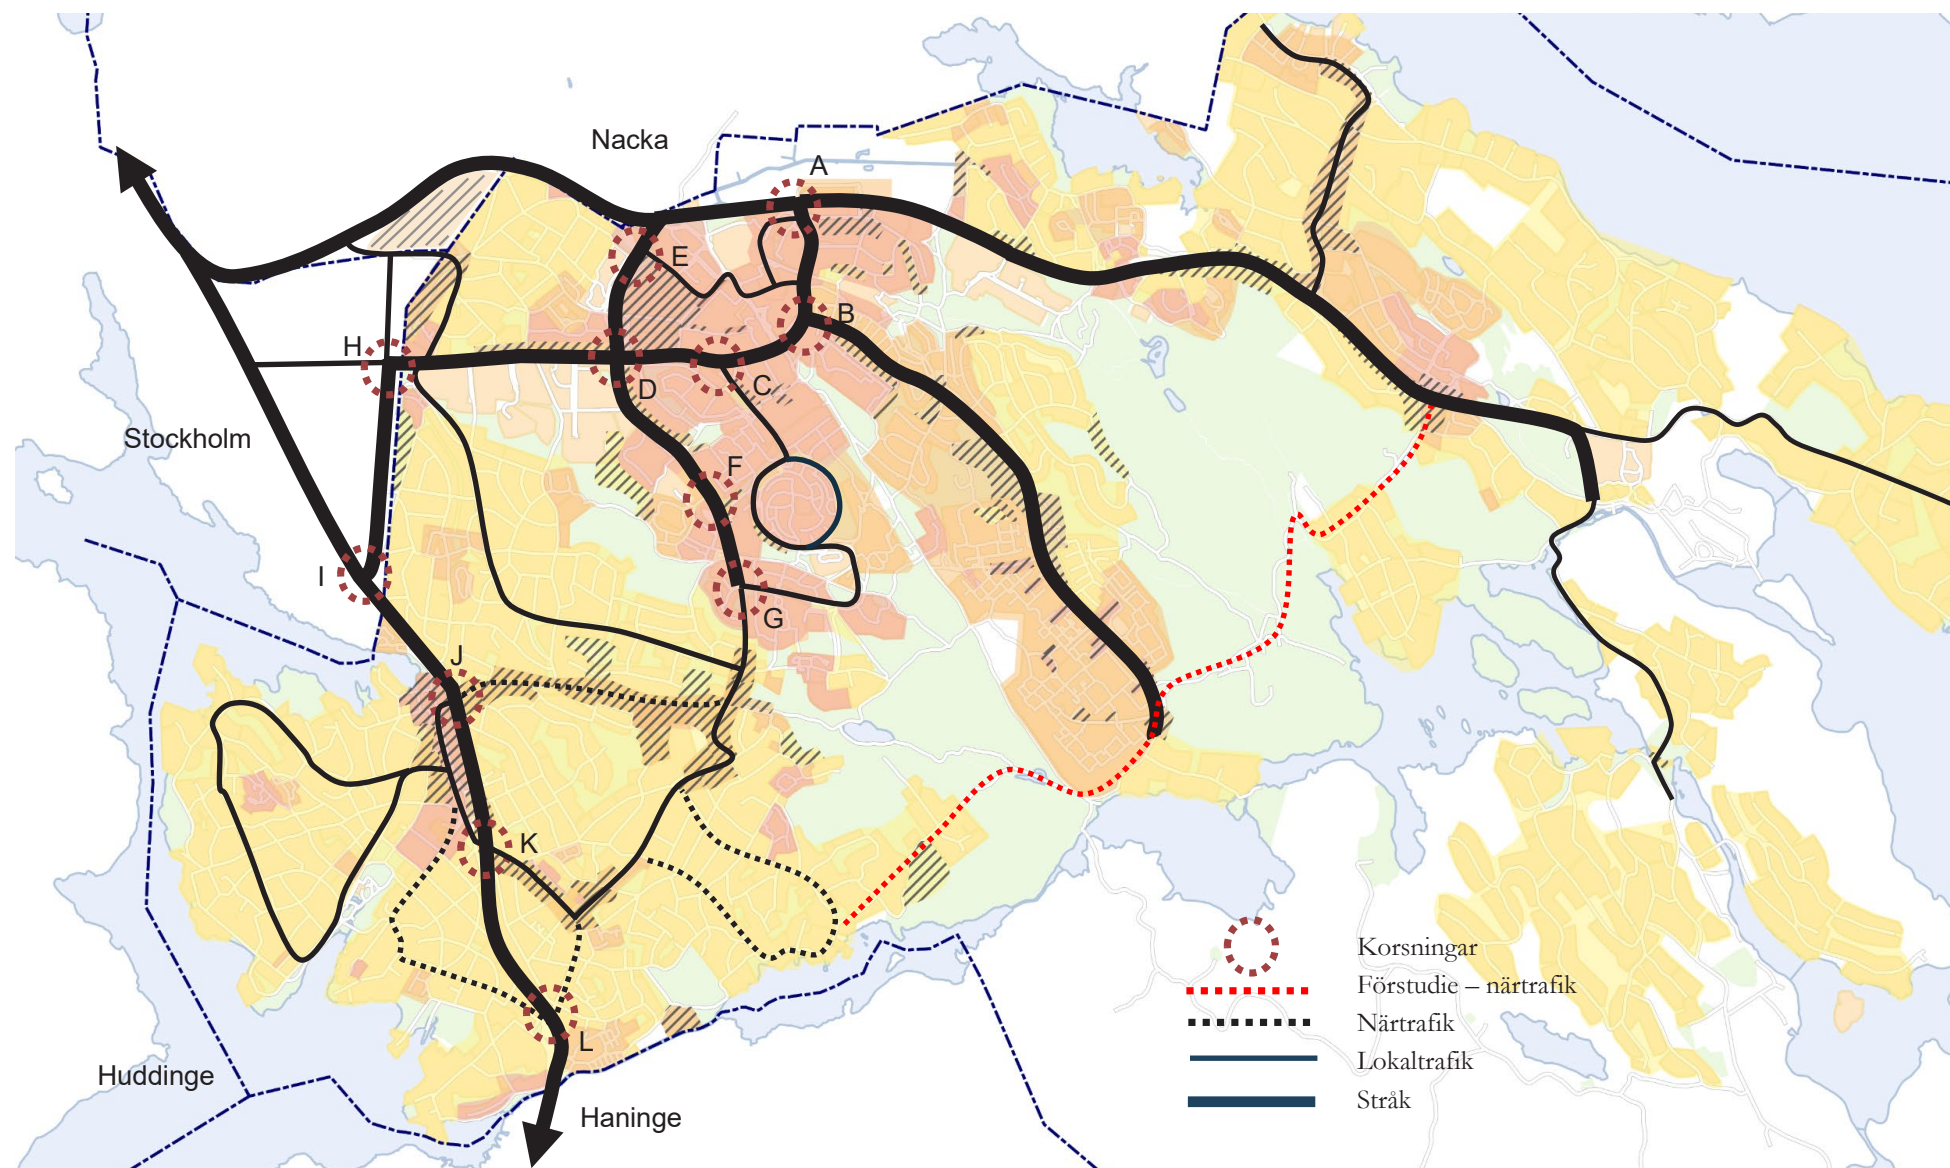 Nacka
A
E
B
H
D
C
Stockholm
F
I
G
J
K
Korsningar
Förstudie – närtrafik
Närtrafik
L
Lokaltrafik
Huddinge
Stråk
Haninge